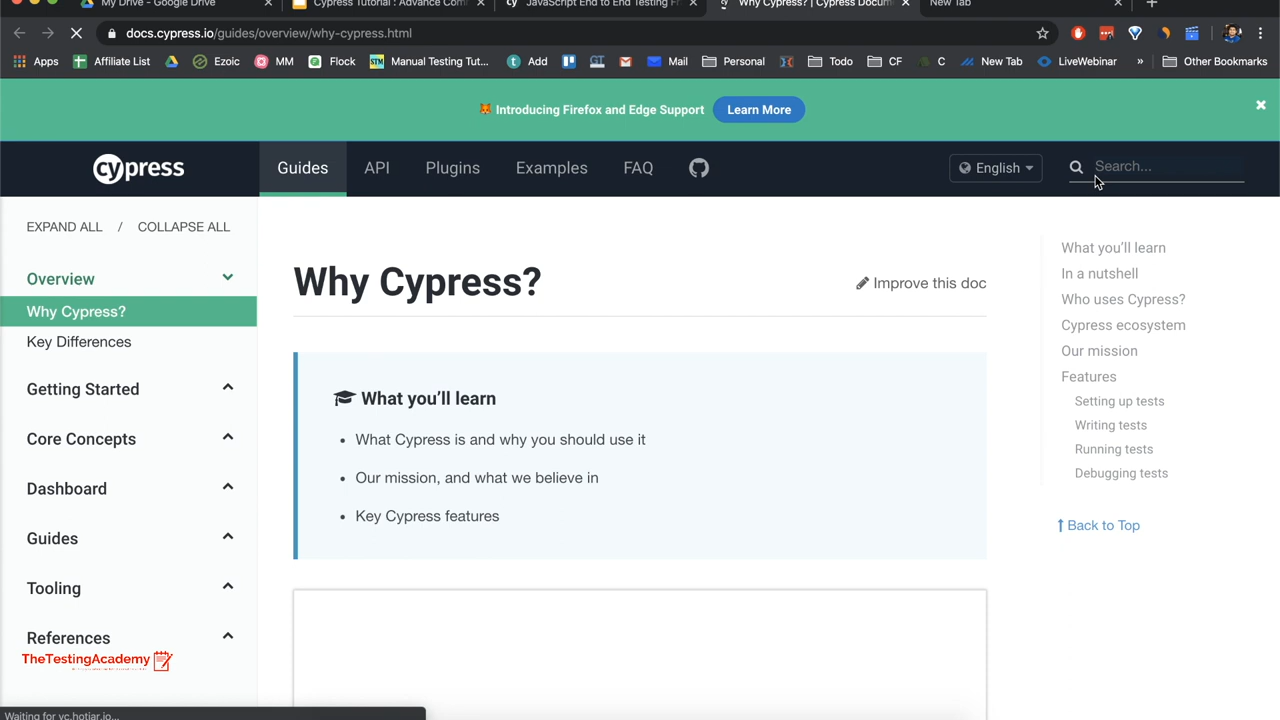 My Drive - Google Drive
Cypress Tutorial : Advance Com
JavaScript End to End Testing Fr
Why Cypress? | Cypress Docum
New Tab
docs.cypress.io/guides/overview/why-cypress.html
Apps
Affiliate List
Ezoic
MM
Flock
STM
Manual Testing Tut...
Add
Mail
Personal
Todo
CF
C
New Tab
LiveWebinar
»
Other Bookmarks
Introducing Firefox and Edge Support
Learn More
cypress
Guides
API
Plugins
Examples
FAQ
English
Search...
EXPAND ALL / COLLAPSE ALL
Overview
Why Cypress?
Key Differences
Getting Started
Core Concepts
Dashboard
Guides
Tooling
References
TheTestingAcademy
Why Cypress?
Improve this doc
What you'll learn
• What Cypress is and why you should use it
• Our mission, and what we believe in
• Key Cypress features
What you'll learn
In a nutshell
Who uses Cypress?
Cypress ecosystem
Our mission
Features
Setting up tests
Writing tests
Running tests
Debugging tests
Back to Top
Waiting for vc.hotjar.io...